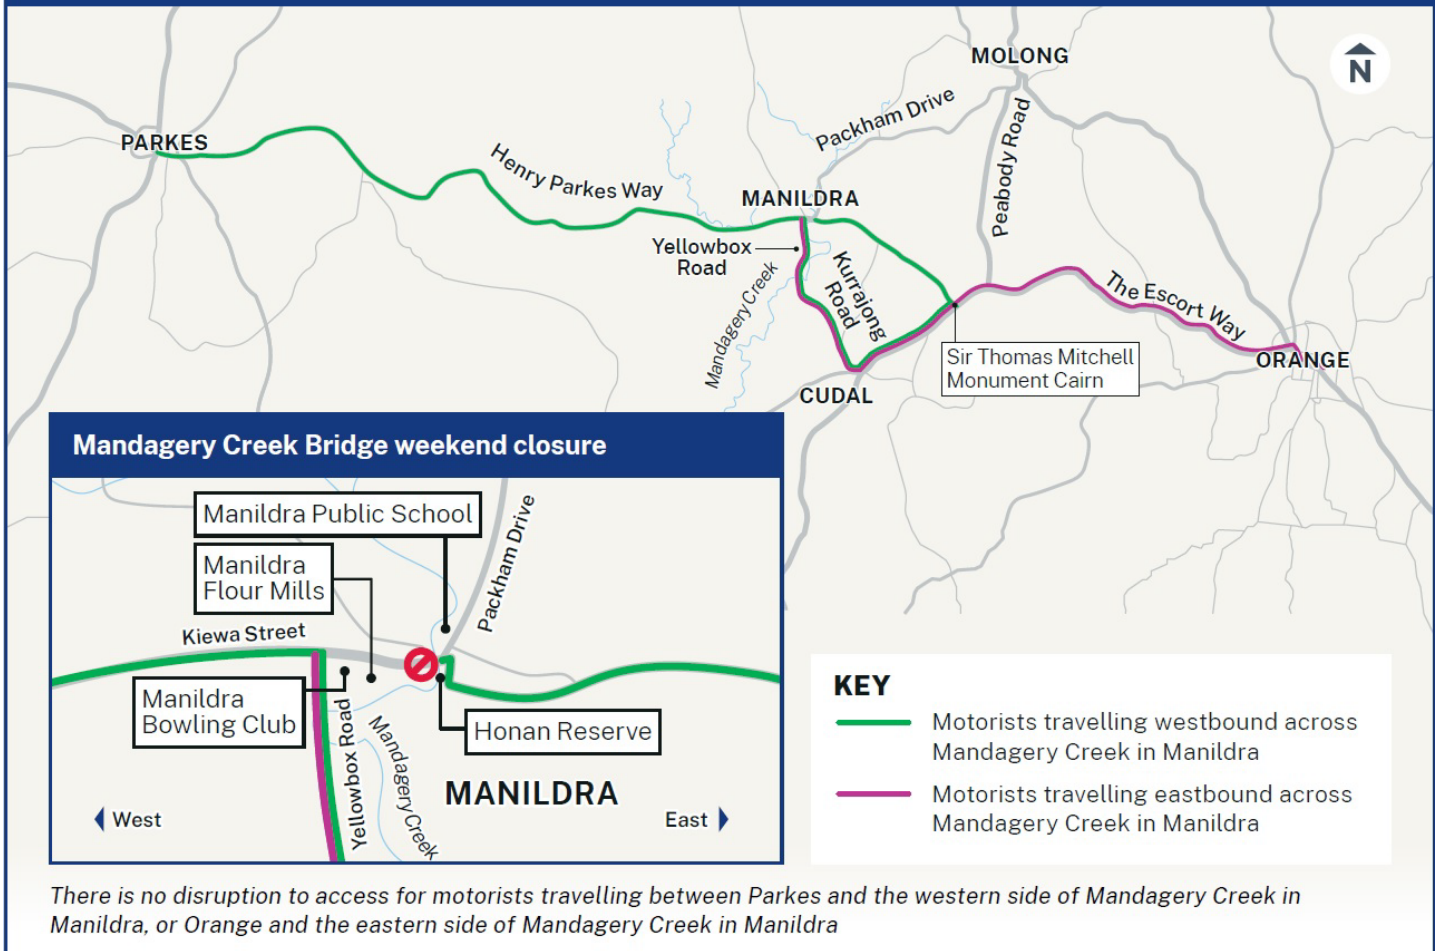 MOLONG
N
Packham Drive
PARKES
Peabody Road
Henry Parkes Way
MANILDRA
Yellowbox
Road
Kurrajong
Road
Mandagery Creek
The Escort Way
Sir Thomas Mitchell
Monument Cairn
ORANGE
CUDAL
Mandagery Creek Bridge weekend closure
Manildra Public School
Manildra
Flour Mills
Packham Drive
Kiewa Street
Manildra
Bowling Club
Yellowbox Road
Mandagery Creek
Honan Reserve
MANILDRA
West
East
KEY
Motorists travelling westbound across
Mandagery Creek in Manildra
Motorists travelling eastbound across
Mandagery Creek in Manildra
There is no disruption to access for motorists travelling between Parkes and the western side of Mandagery Creek in
Manildra, or Orange and the eastern side of Mandagery Creek in Manildra